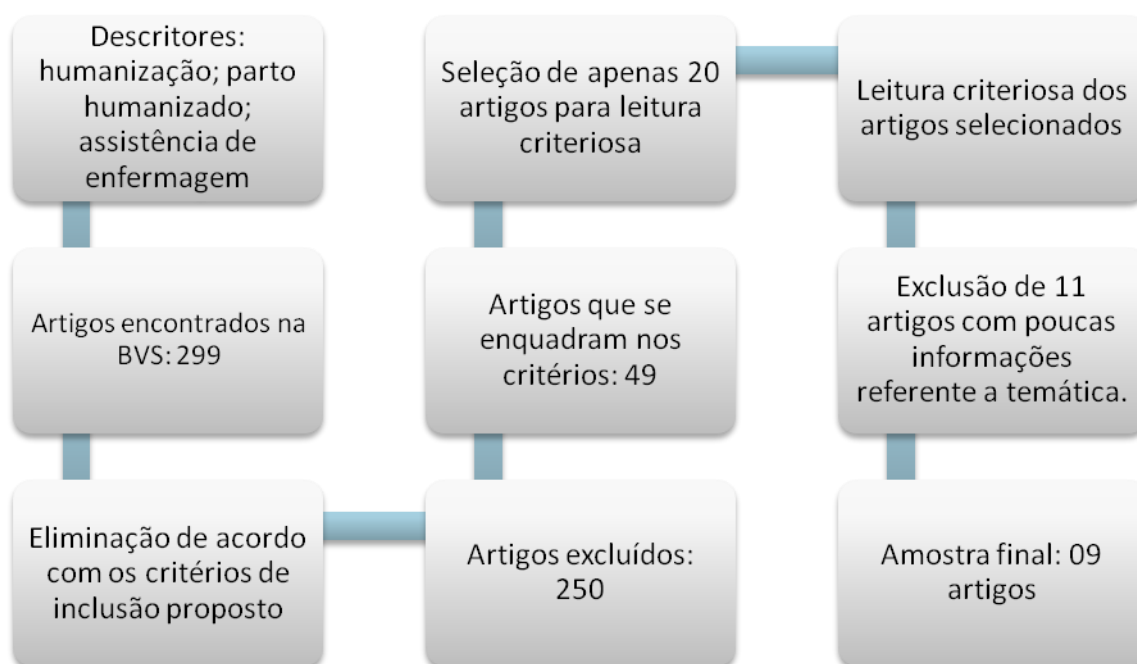 Descritores:
humanização; parto
humanizado;
assistência de
enfermagem
Artigos encontrados na
BVS: 299
Eliminação de acordo
com os critérios de
inclusão proposto
Artigos excluídos:
250
Artigos que se
enquadram nos
critérios: 49
Seleção de apenas 20
artigos para leitura
criteriosa
Leitura criteriosa dos
artigos selecionados
Exclusão de 11
artigos com poucas
informações
referente a temática.
Amostra final: 09
artigos